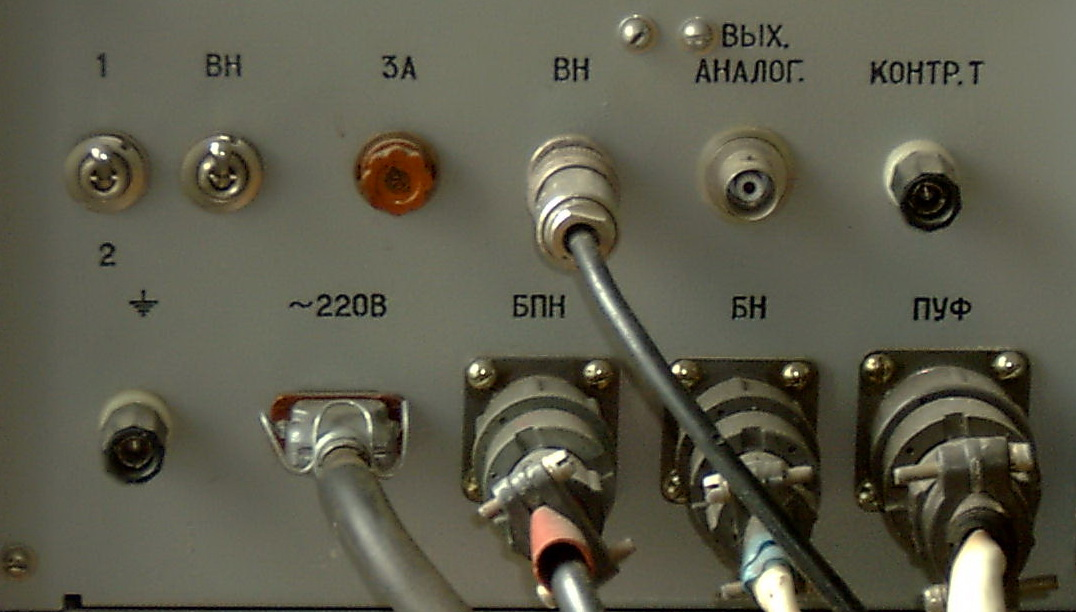 1
ВН
3А
ВН
ВЫХ.
АНАЛОГ.
КОНТР.Т
2
~220В
БПН
БН
ПУФ